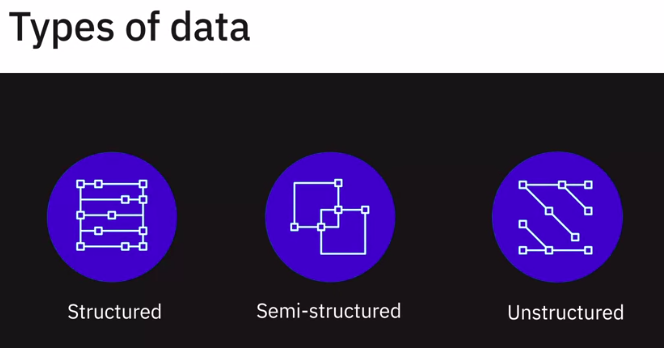 Types of data
Structured
Semi-structured
Unstructured